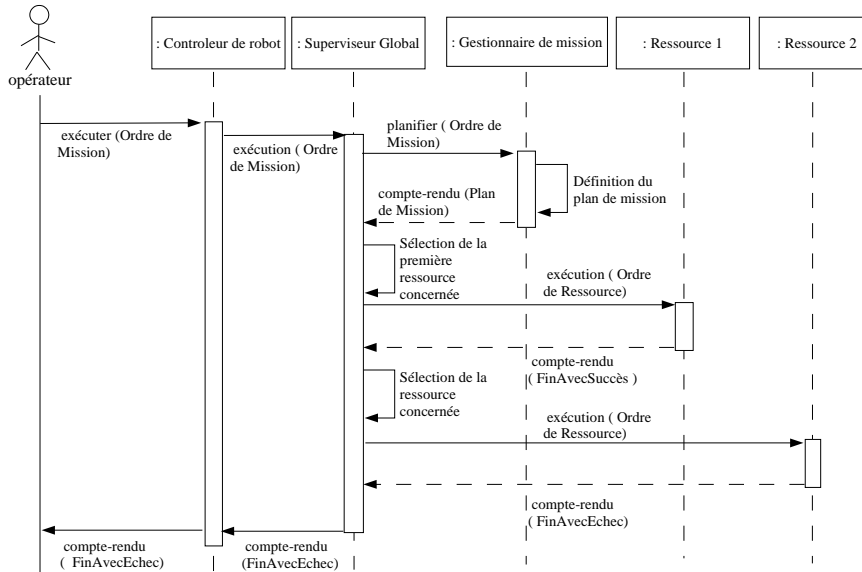 : Controleur de robot
: Superviseur Global
: Gestionnaire de mission
: Ressource 1
: Ressource 2
opérateur
exécuter (Ordre de
Mission)
exécution ( Ordre
de Mission)
planifier ( Ordre de
Mission)
Définition du
plan de mission
compte-rendu (Plan
de Mission)
Sélection de la
première
ressource
concernée
exécution ( Ordre
de Ressource)
compte-rendu
( FinAvecSuccès )
Sélection de la
ressource
concernée
exécution ( Ordre
de Ressource)
compte-rendu
( FinAvecEchec)
compte-rendu
( FinAvecEchec)
compte-rendu
(FinAvecEchec)